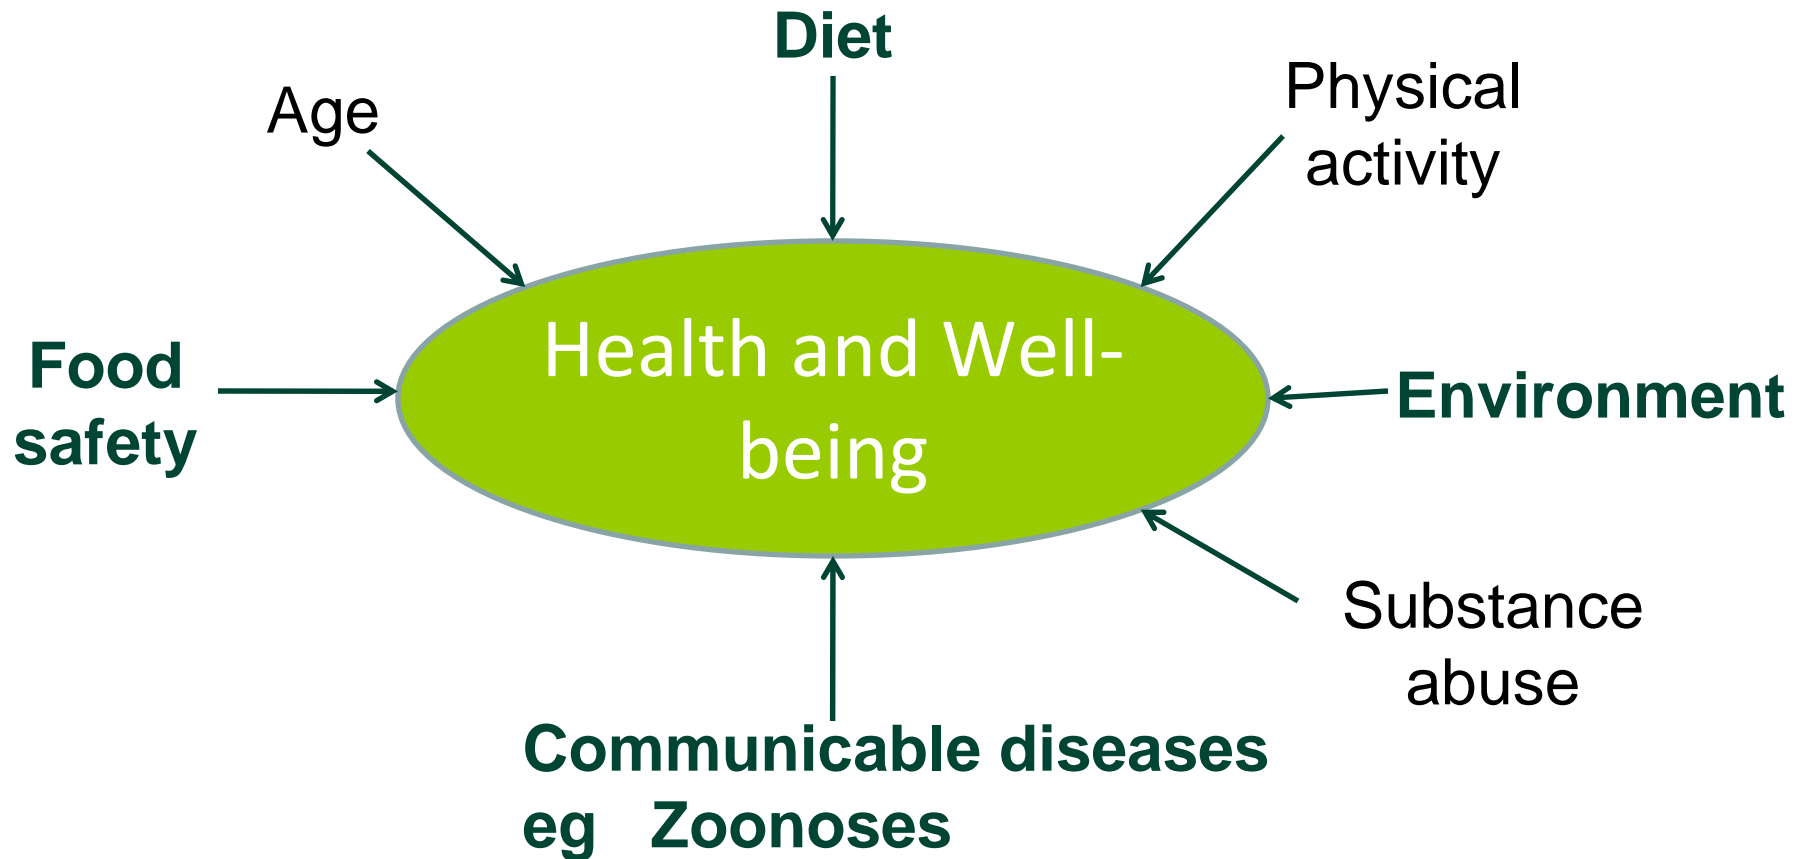 Diet
Age
Physical
activity
Food
safety
Health and Well-
being
Environment
Substance
abuse
Communicable diseases
eg Zoonoses